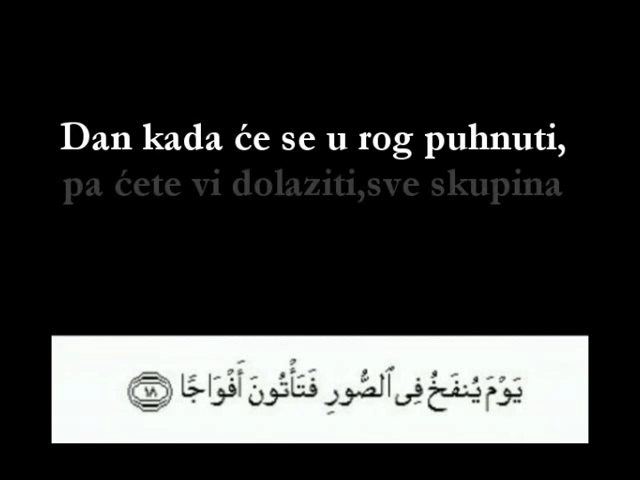 Dan kada će se u rog puhnuti,
pa ćete vi dolaziti,sve skupina
يَوْمَ يُنفَخُ فِى ٱلصُّورِ فَتَأْتُونَ أَفْوَاجًا ١٨